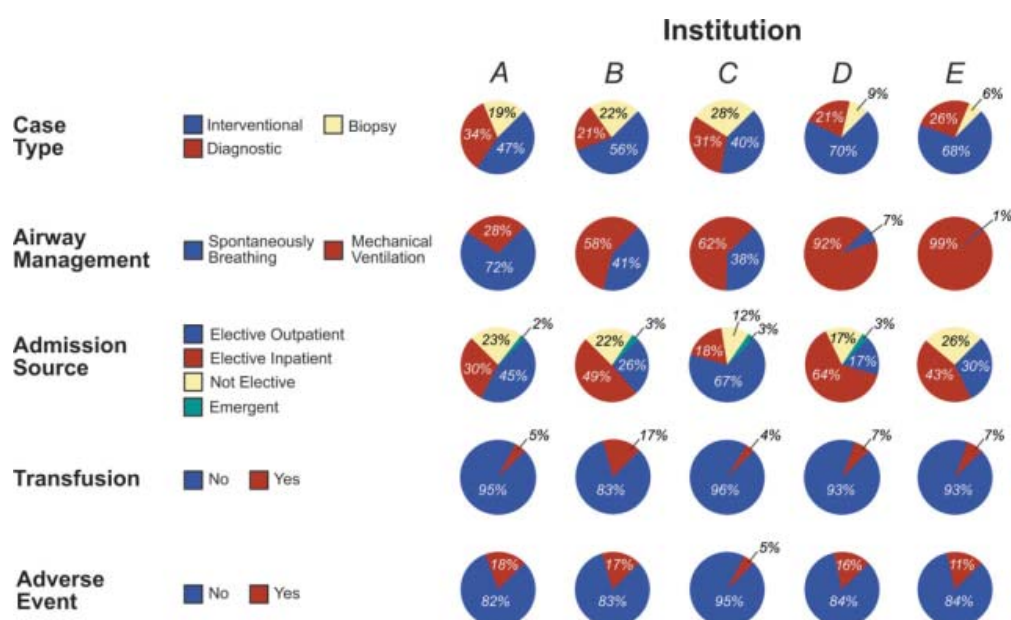 Institution
A B C D E
Case Type
Interventional Biopsy
Diagnostic
19% 34% 47%
22% 21% 56%
28% 31% 40%
9% 21% 70%
6% 26% 68%
Airway Management
Spontaneously Breathing Mechanical Ventilation
28% 72%
58% 41%
62% 38%
7% 92%
1% 99%
Admission Source
Elective Outpatient
Elective Inpatient
Not Elective
Emergent
2% 23% 30% 45%
3% 22% 49% 26%
12% 3% 18% 67%
3% 17% 17% 64%
26% 43% 30%
Transfusion
No Yes
5% 95%
17% 83%
4% 96%
7% 93%
7% 93%
Adverse Event
No Yes
18% 82%
17% 83%
5% 95%
16% 84%
11% 84%